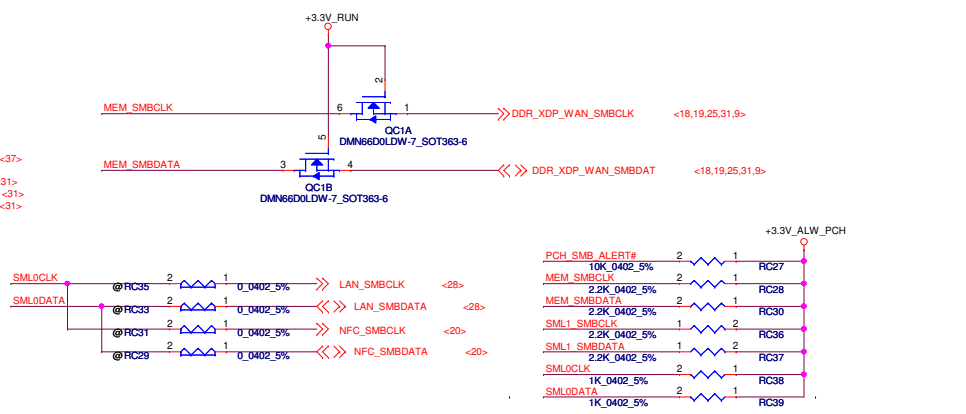 +3.3V_RUN
2
MEM_SMBCLK 6 1 DDR_XDP_WAN_SMBCLK <18,19,25,31,9>
QC1A
DMN66D0LDW-7_SOT363-6
5
<37>
MEM_SMBDATA 3 4 DDR_XDP_WAN_SMBDAT <18,19,25,31,9>
31>
<31>
<31>
QC1B
DMN66D0LDW-7_SOT363-6
+3.3V_ALW_PCH
SML0CLK 2 1 LAN_SMBCLK <28>
@RC35 0_0402_5%
SML0DATA 2 1 LAN_SMBDATA <28>
@RC33 0_0402_5%
2 1 NFC_SMBCLK <20>
@RC31 0_0402_5%
2 1 NFC_SMBDATA <20>
@RC29 0_0402_5%
PCH_SMB_ALERT# 2 1
10K_0402_5% RC27
MEM_SMBCLK 2 1
2.2K_0402_5% RC28
MEM_SMBDATA 2 1
2.2K_0402_5% RC30
SML1_SMBCLK 1 2
2.2K_0402_5% RC36
SML1_SMBDATA 1 2
2.2K_0402_5% RC37
SML0CLK 2 1
1K_0402_5% RC38
SML0DATA 2 1
1K_0402_5% RC39